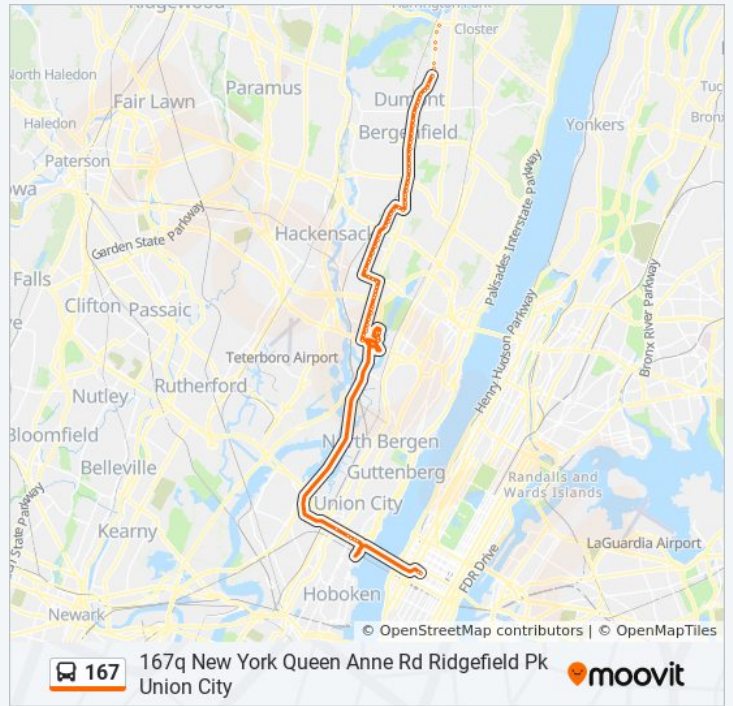 Ridgewood
Harrington Park
Closter
North Haledon
Paramus
Dumont
Fair Lawn
Haledon
Bergenfield
Yonkers
Paterson
Palisades Interstate Parkway
Garden State Parkway
Hackensack
Falls
Clifton
Passaic
Henry Hudson Parkway
Bronx River Parkway
Teterboro Airport
Rutherford
Nutley
Bloomfield
North Bergen
Belleville
Guttenberg
Randalls and
Wards Islands
Union City
Kearny
LaGuardia Airport
FDR Drive
Hoboken
Newark
© OpenStreetMap contributors | © OpenMapTiles
167
167q New York Queen Anne Rd Ridgefield Pk
Union City
moovit